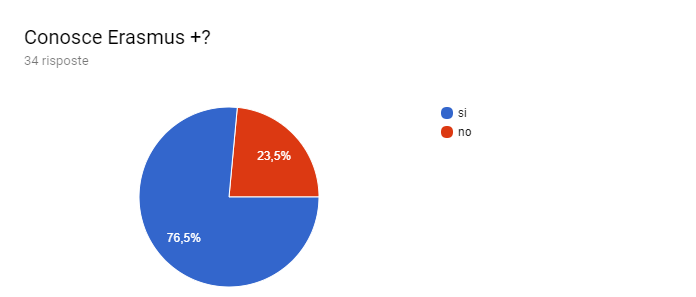 Conosce Erasmus +?
34 risposte
si
no
23,5%
76,5%